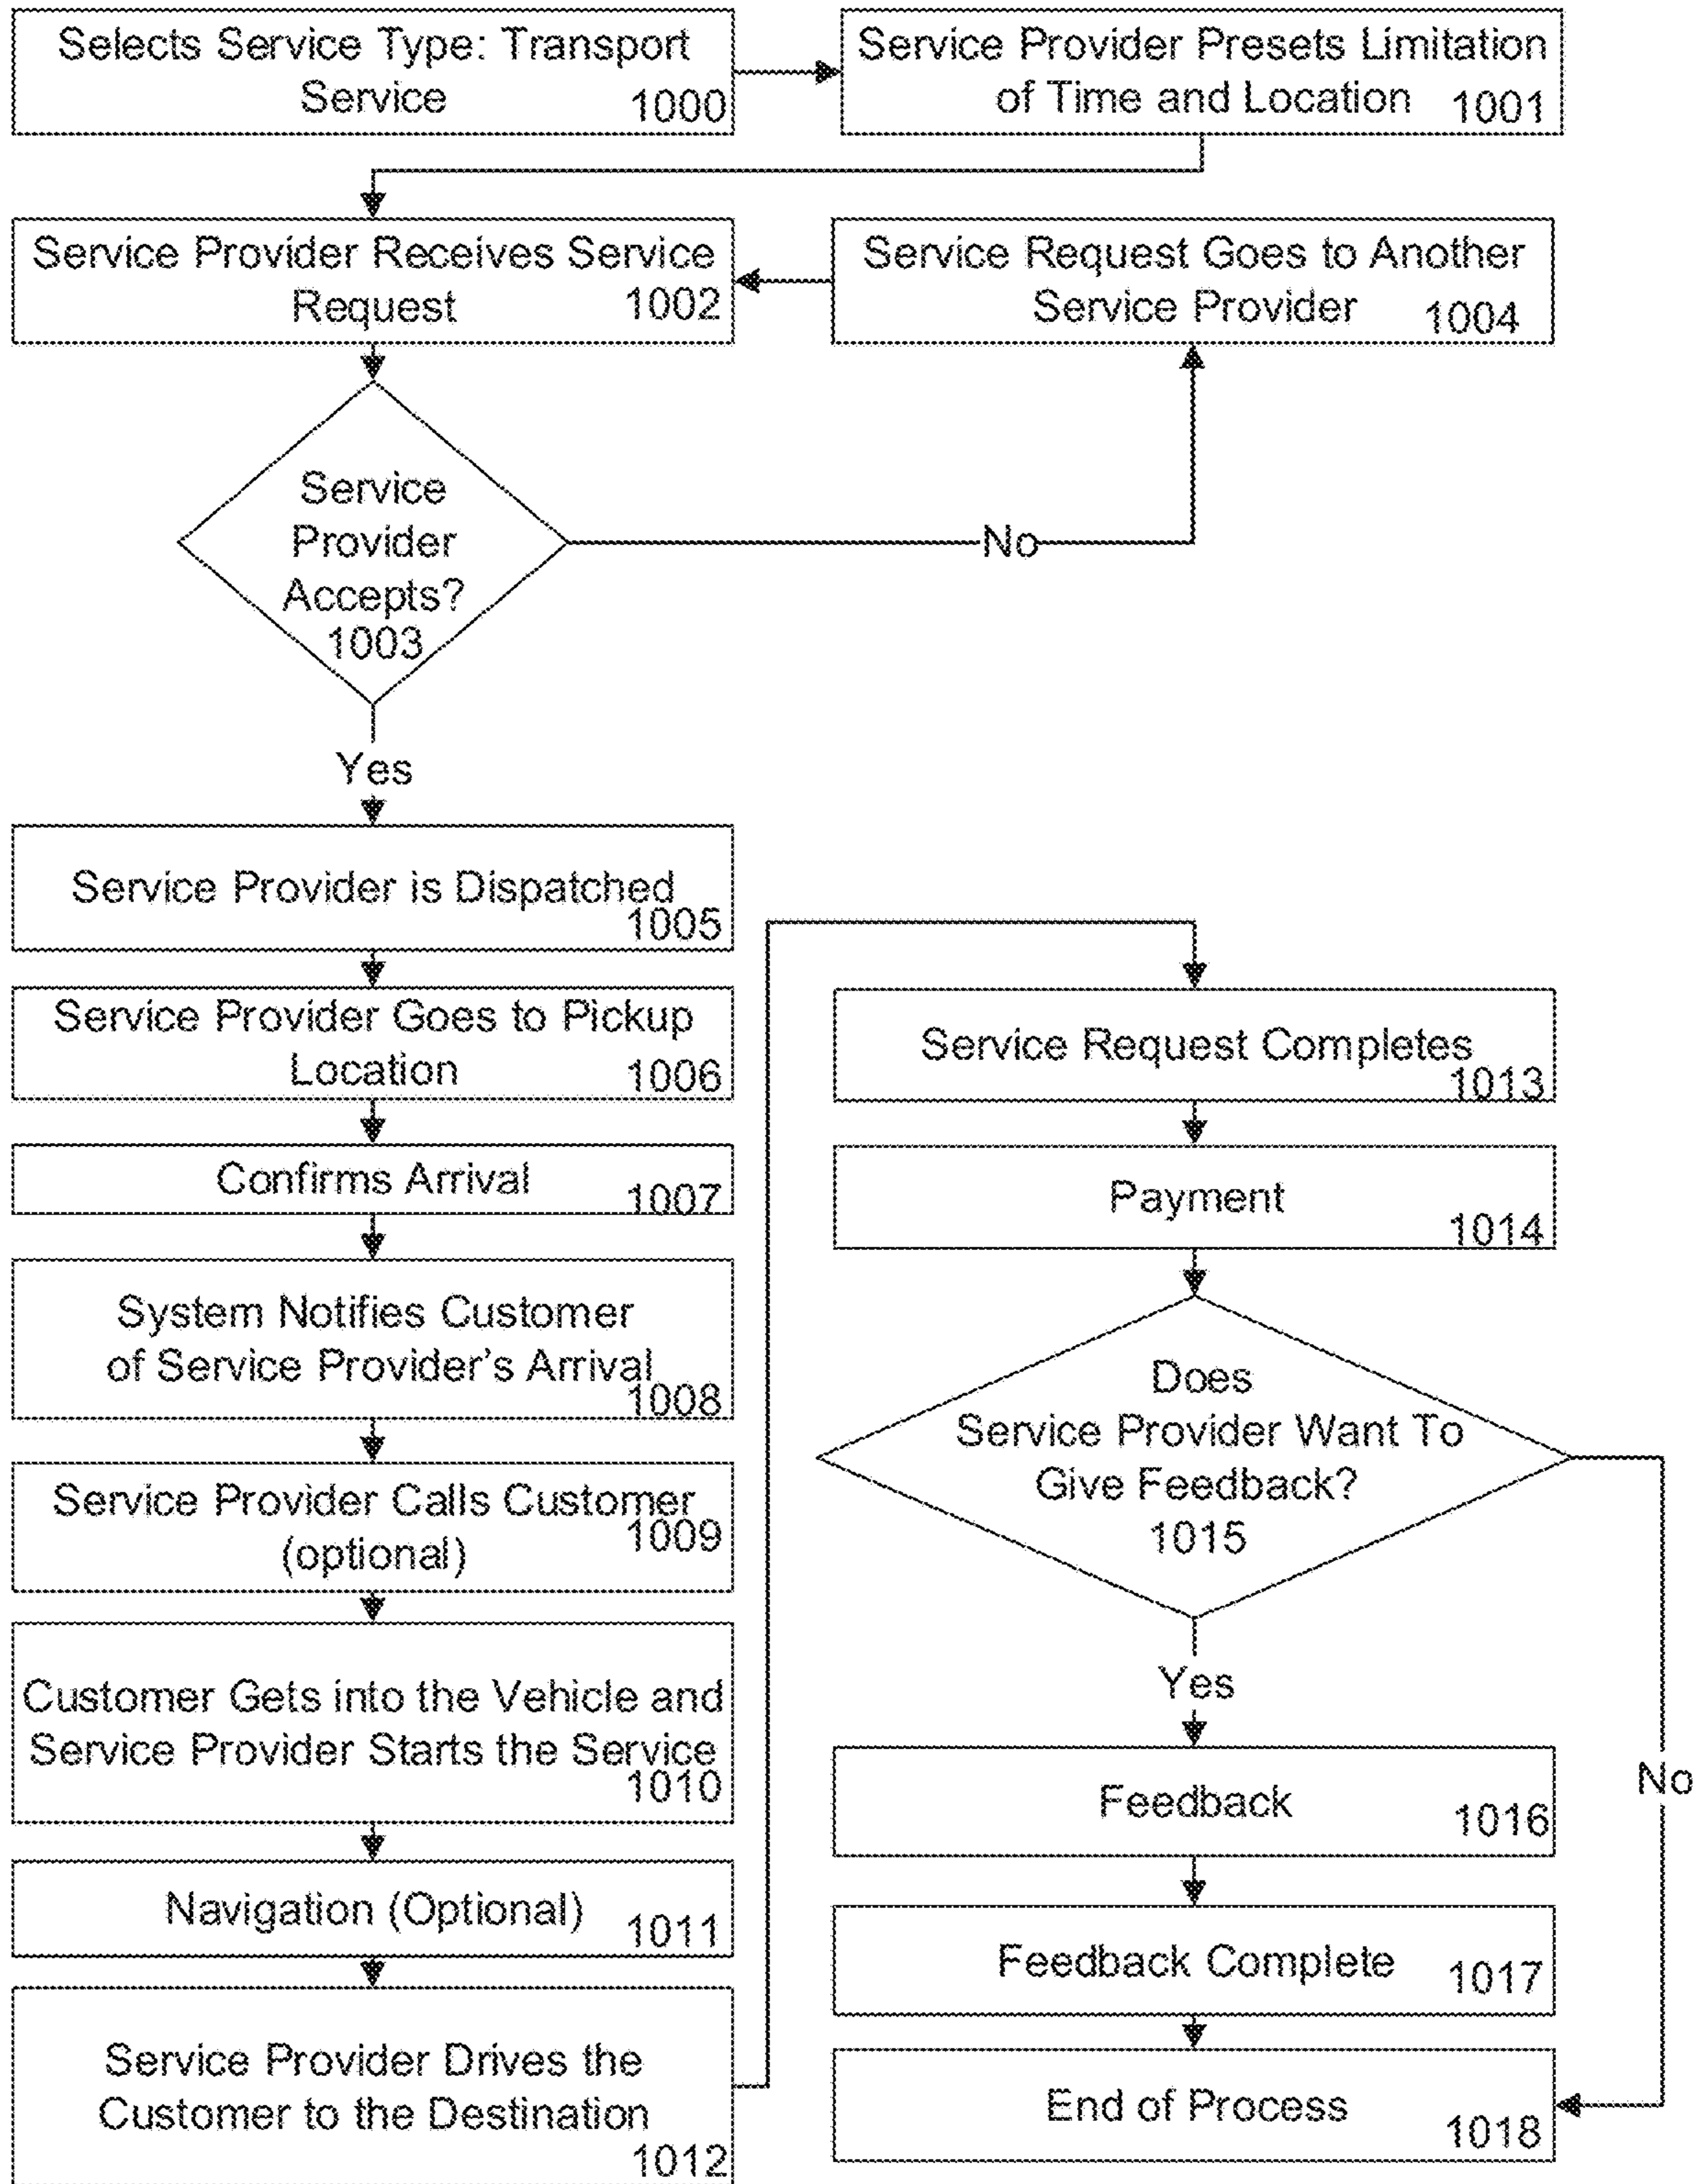 Selects Service Type: Transport
Service
1000
Service Provider Presets Limitation
of Time and Location
1001
Service Provider Receives Service
Request
1002
Service Request Goes to Another
Service Provider
1004
Service
Provider
Accepts?
1003
No
Yes
Service Provider is Dispatched
1005
Service Provider Goes to Pickup
Location
1006
Confirms Arrival
1007
System Notifies Customer
of Service Provider's Arrival
1008
Service Provider Calls Customer
(optional)
1009
Customer Gets into the Vehicle and
Service Provider Starts the Service
1010
Navigation (Optional)
1011
Service Provider Drives the
Customer to the Destination
1012
Service Request Completes
1013
Payment
1014
Does
Service Provider Want To
Give Feedback?
1015
Yes
No
Feedback
1016
Feedback Complete
1017
End of Process
1018